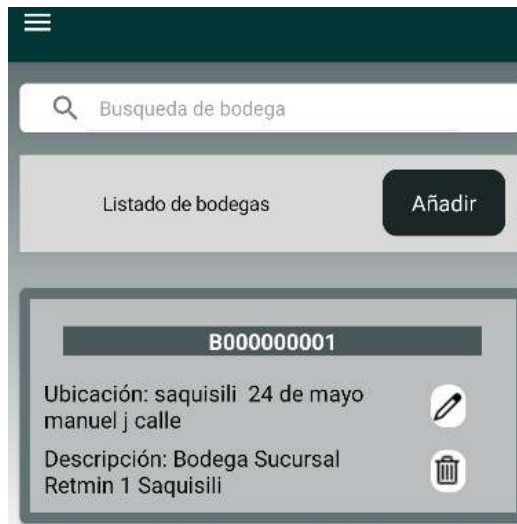 Busqueda de bodega
Listado de bodegas
Añadir
B000000001
Ubicación: saquisili 24 de mayo
manuel j calle
Descripción: Bodega Sucursal
Retmin 1 Saquisili